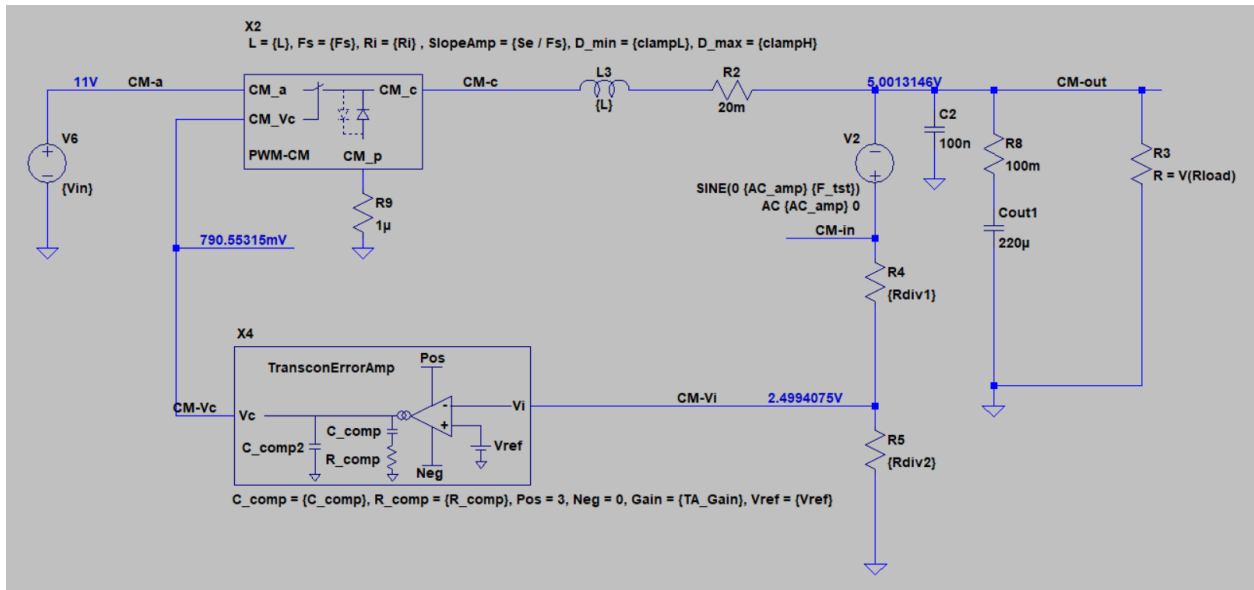 X2
L = {L}, Fs = {Fs}, Ri = {Ri} , SlopeAmp = {Se / Fs}, D_min = {clampL}, D_max = {clampH}
11V
CM-a
CM_a
CM_c
CM-c
L3
{L}
R2
20m
5.0013146V
CM-out
CM_Vc
PWM-CM
CM_p
V6
{Vin}
R9
1µ
790.55315mV
V2
SINE(0 {AC_amp} {F_tst})
AC {AC_amp} 0
C2
100n
R8
100m
Cout1
220µ
R3
R = V(Rload)
CM-in
R4
{Rdiv1}
X4
TransconErrorAmp
Pos
CM-Vc
Vc
Vi
CM-Vi
2.4994075V
C_comp
C_comp2
R_comp
-
+
Vref
Neg
R5
{Rdiv2}
C_comp = {C_comp}, R_comp = {R_comp}, Pos = 3, Neg = 0, Gain = {TA_Gain}, Vref = {Vref}